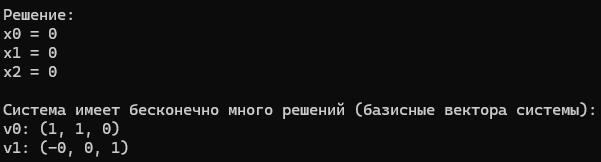 Решение:
x0 = 0
x1 = 0
x2 = 0
Система имеет бесконечно много решений (базисные вектора системы):
v0: (1, 1, 0)
v1: (-0, 0, 1)